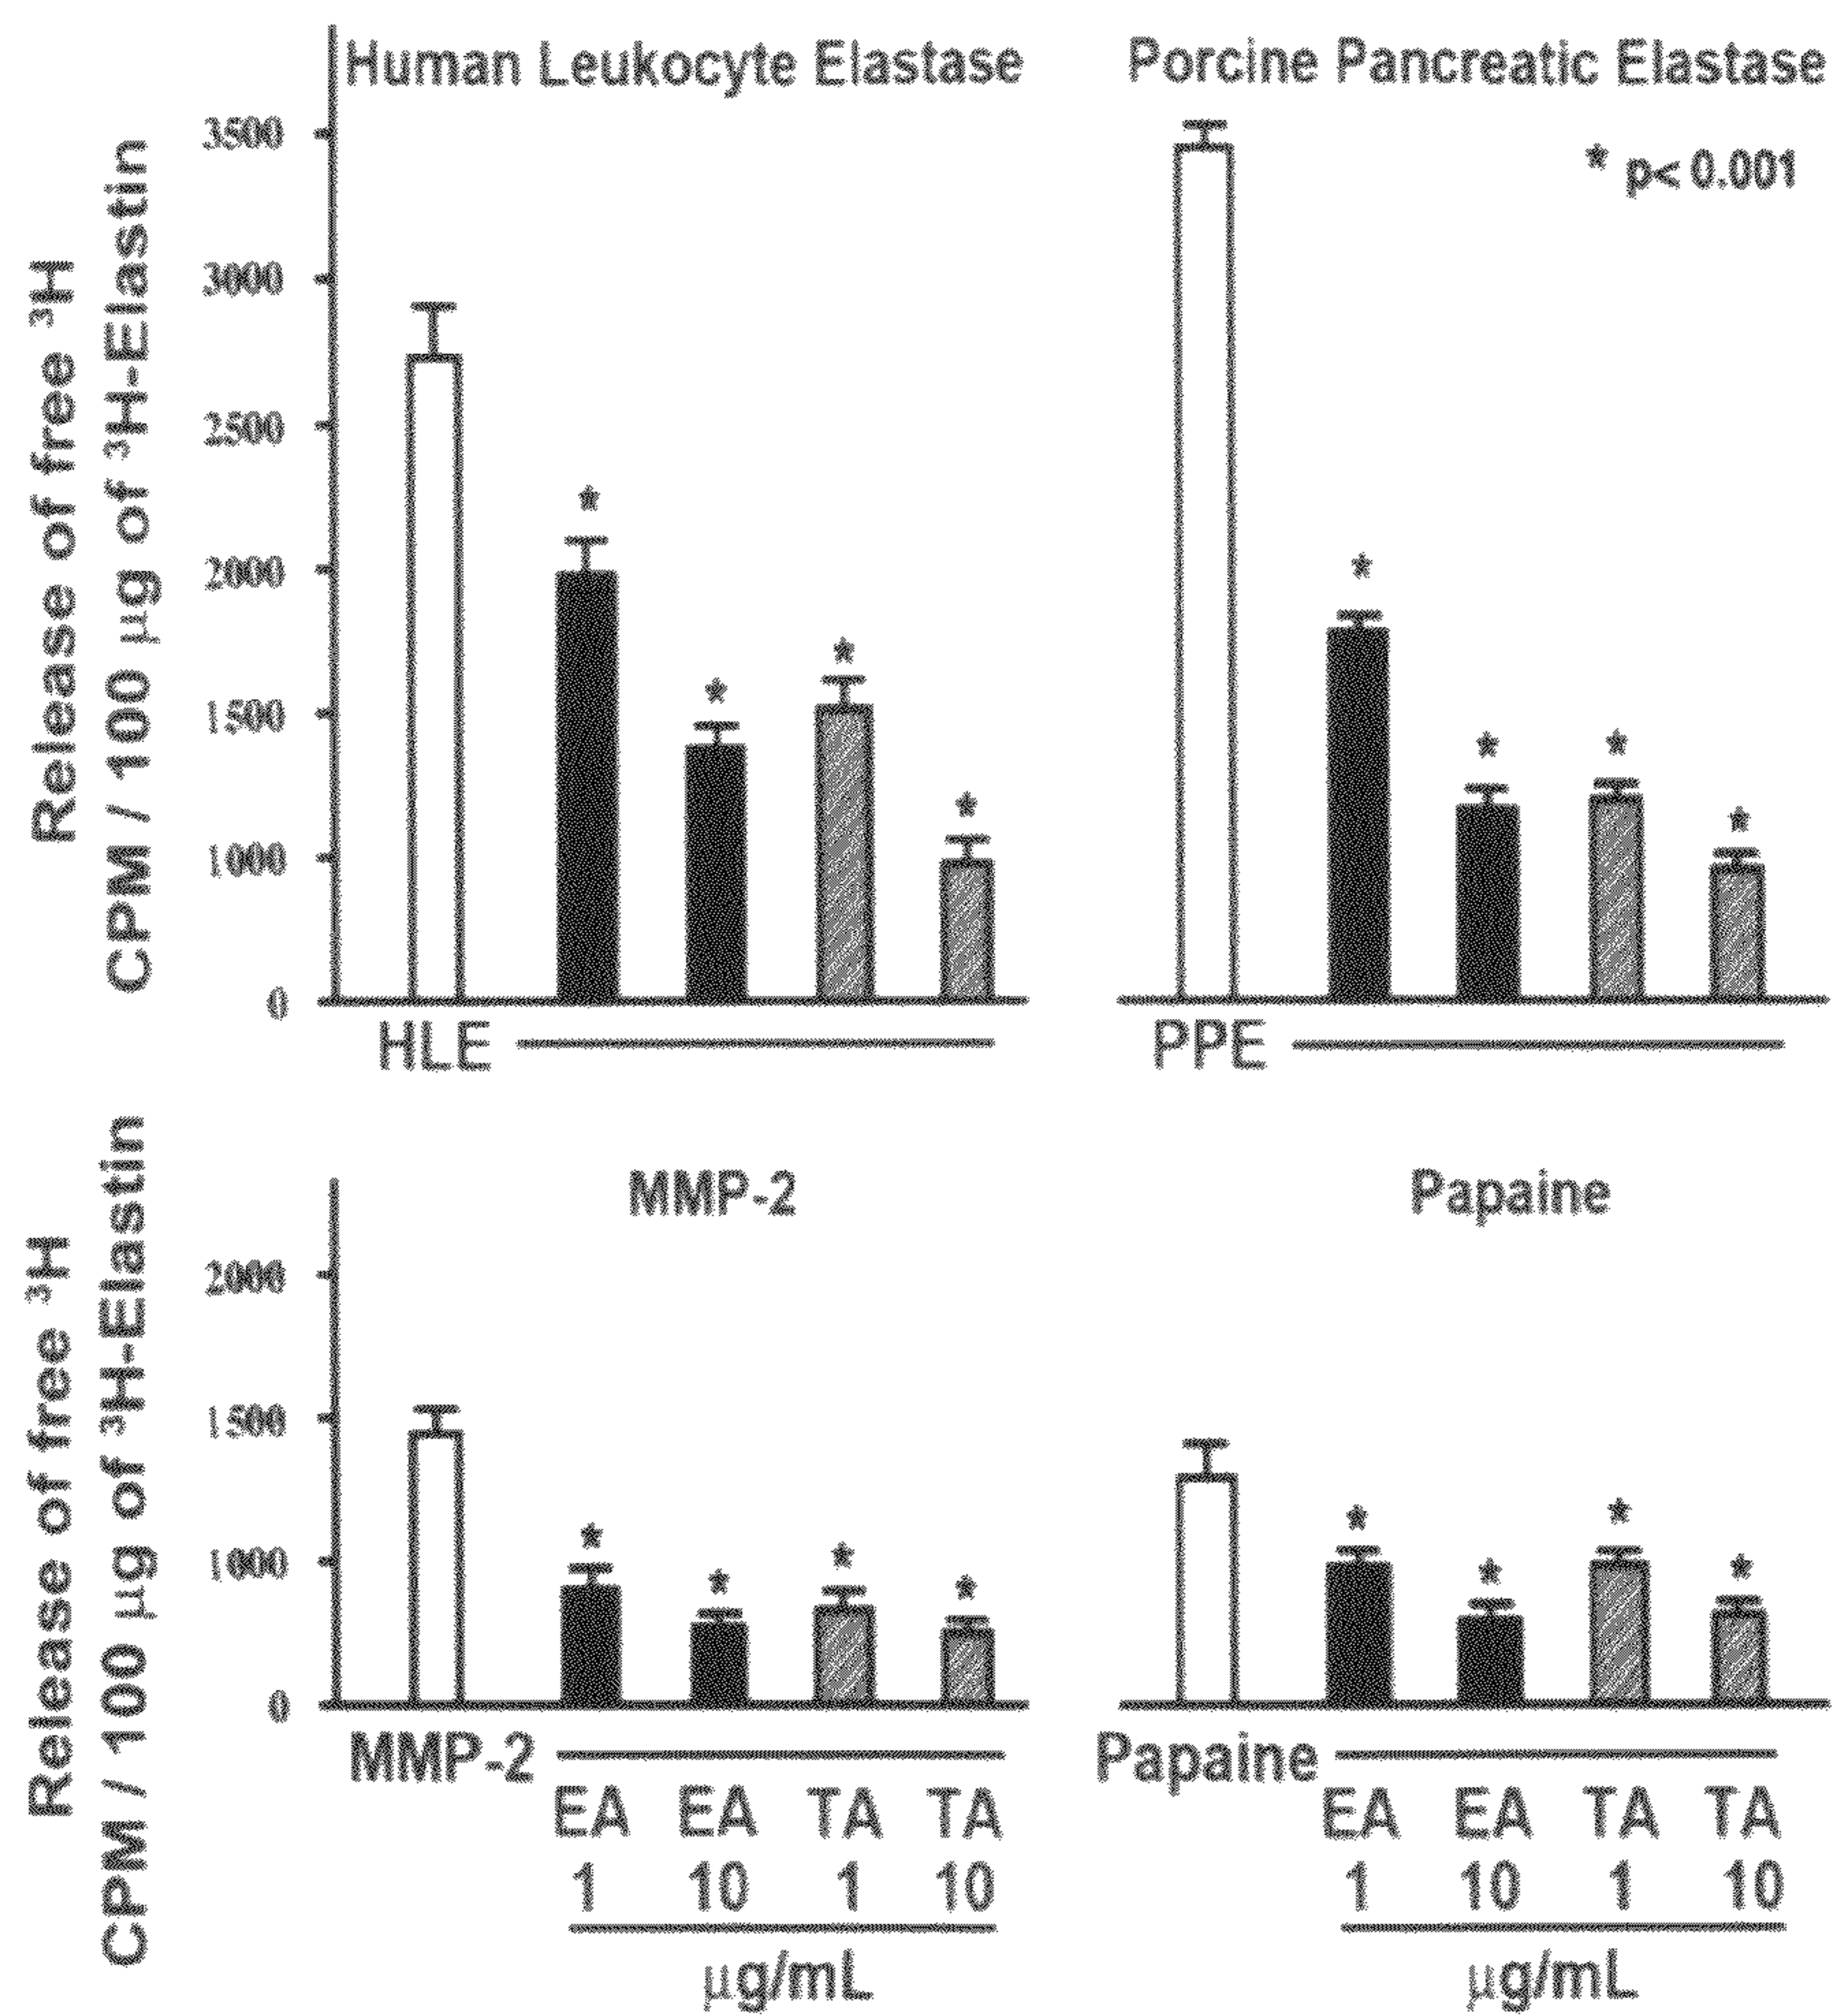 Human Leukocyte Elastase
Porcine Pancreatic Elastase
* p< 0.001
Release of free ³H
CPM / 100 µg of ³H-Elastin
3500
3000
2500
2000
1500
1000
0
*
*
*
*
*
*
*
*
HLE
PPE
MMP-2
Papaine
Release of free ³H
CPM / 100 µg of ³H-Elastin
2000
1500
1000
0
*
*
*
*
*
*
*
*
MMP-2
Papaine
EA EA TA TA
1 10 1 10
µg/mL
EA EA TA TA
1 10 1 10
µg/mL